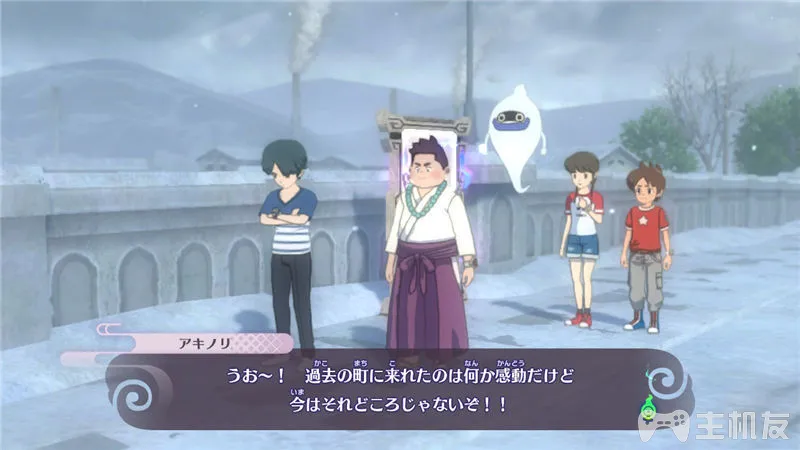 アキノリ
うお～！　過去の町に来れたのは何か感動だけど
今はそれどころじゃないぞ！！
主机友